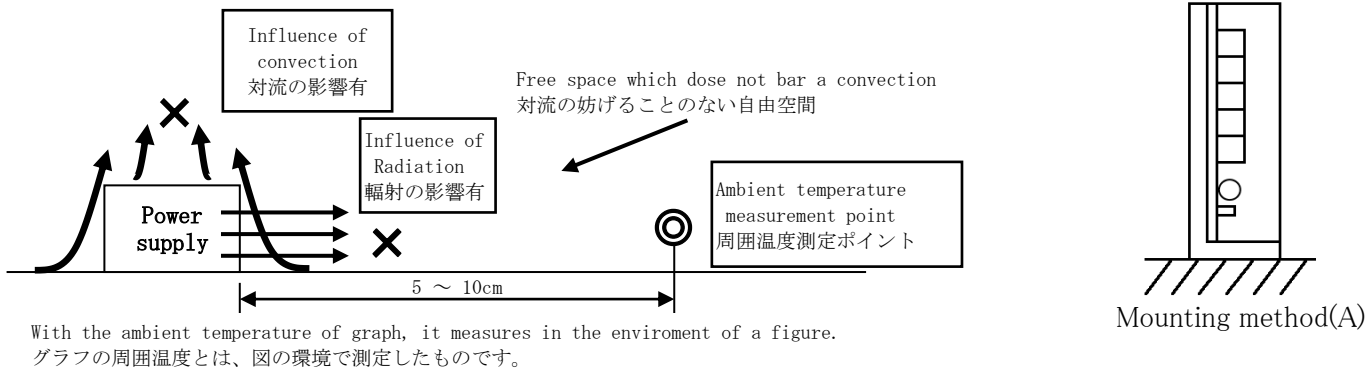 Influence of
convection
対流の影響有
Free space which dose not bar a convection
対流の妨げることのない自由空間
Influence of
Radiation
輻射の影響有
Power
supply
Ambient temperature
measurement point
周囲温度測定ポイント
5 ～ 10cm
With the ambient temperature of graph, it measures in the enviroment of a figure.
グラフの周囲温度とは、図の環境で測定したものです。
Mounting method(A)